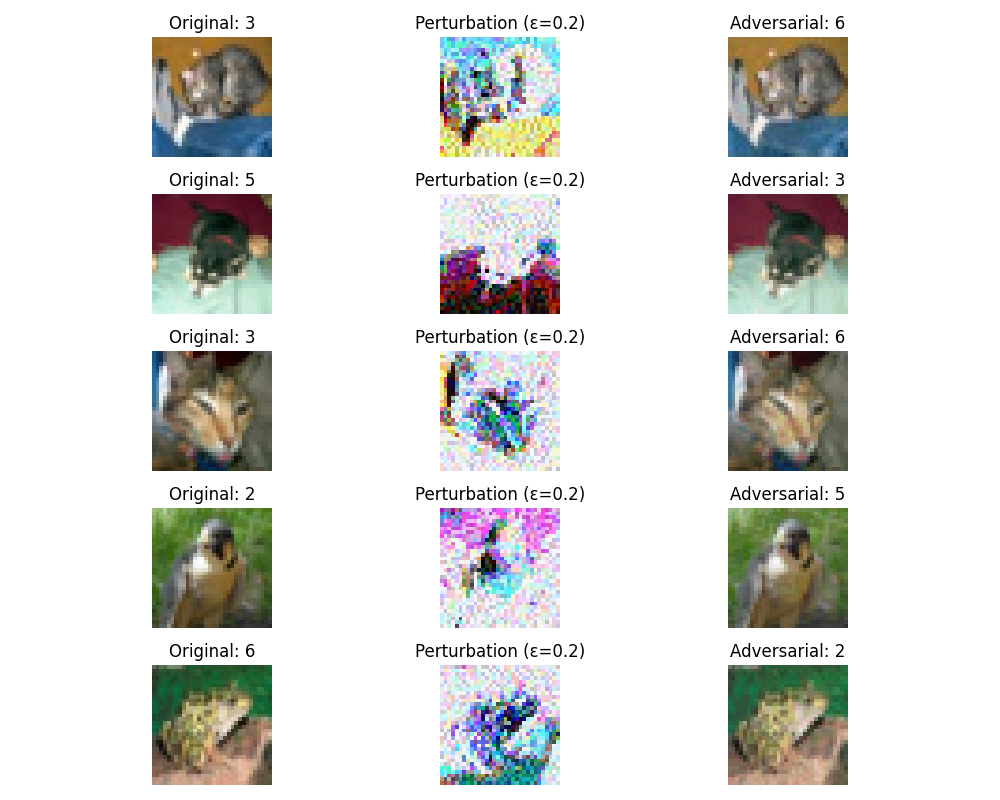 Original: 3
Perturbation (ε=0.2)
Adversarial: 6
Original: 5
Perturbation (ε=0.2)
Adversarial: 3
Original: 3
Perturbation (ε=0.2)
Adversarial: 6
Original: 2
Perturbation (ε=0.2)
Adversarial: 5
Original: 6
Perturbation (ε=0.2)
Adversarial: 2